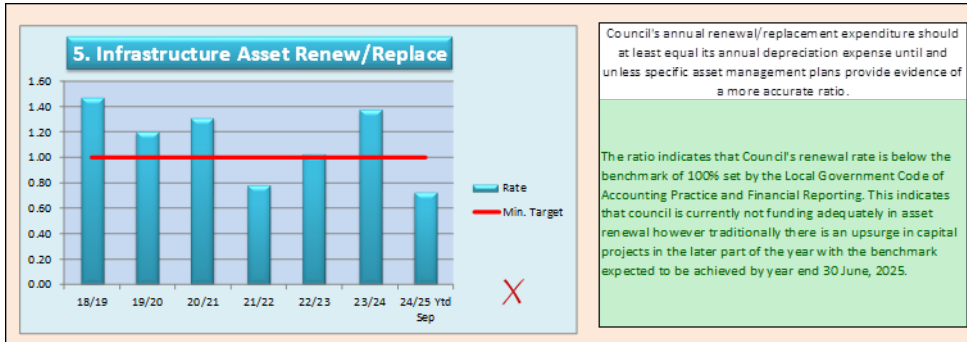 5. Infrastructure Asset Renew/Replace
1.60
1.40
1.20
1.00
0.80
0.60
0.40
0.20
0.00
18/19 19/20 20/21 21/22 22/23 23/24 24/25 Ytd
Sep
Rate
Min. Target
X
Council's annual renewal/replacement expenditure should
at least equal its annual depreciation expense until and
unless specific asset management plans provide evidence of
a more accurate ratio.
The ratio indicates that Council's renewal rate is below the
benchmark of 100% set by the Local Government Code of
Accounting Practice and Financial Reporting. This indicates
that council is currently not funding adequately in asset
renewal however traditionally there is an upsurge in capital
projects in the later part of the year with the benchmark
expected to be achieved by year end 30 June, 2025.